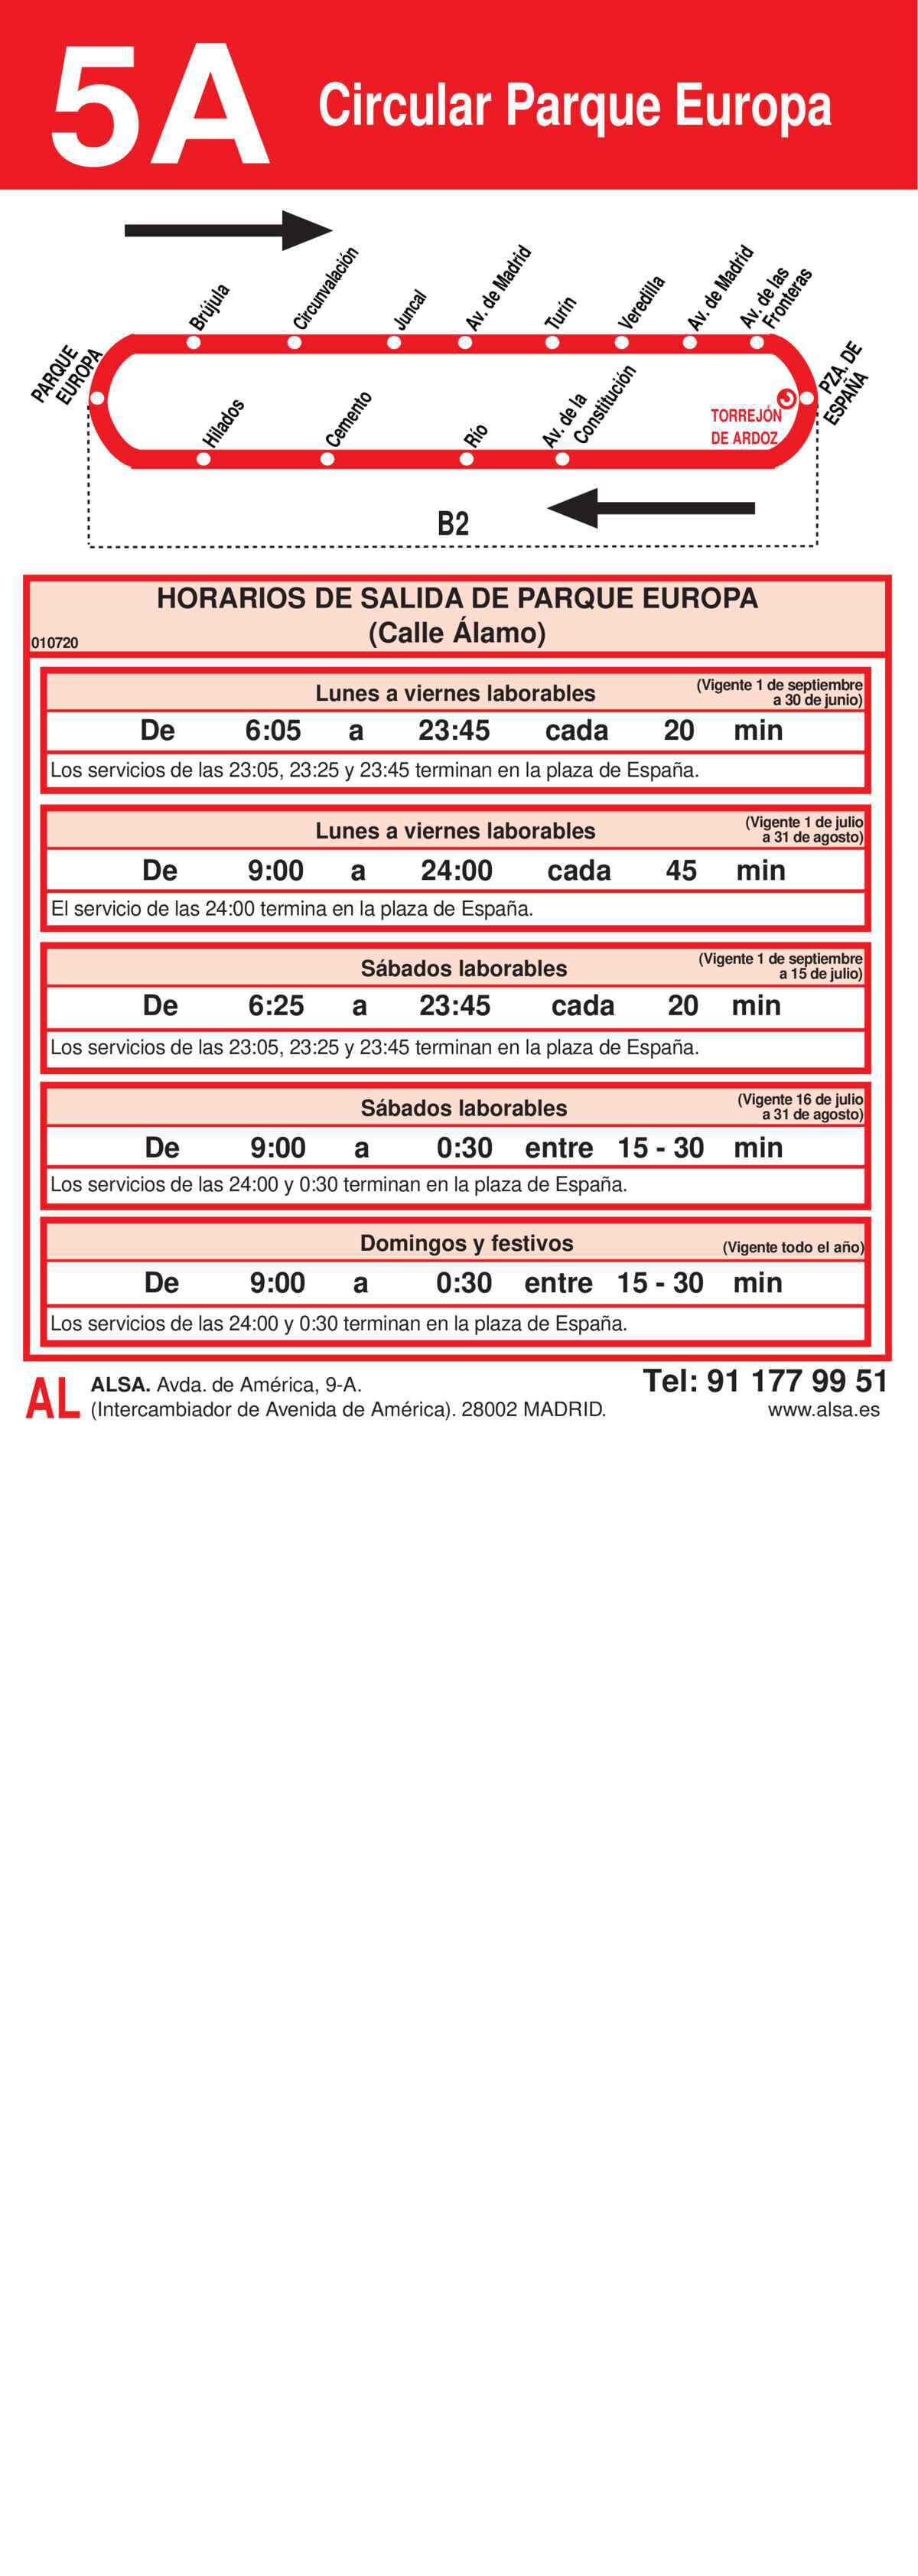 5A Circular Parque Europa
Brújula
Circunvalación
Juncal
Av. de Madrid
Turín
Veredilla
Av. de Madrid
Av. de las
Fronteras
PARQUE
EUROPA
PZA. DE
ESPAÑA
Hilados
Cemento
Río
Av. de la
Constitución
TORREJÓN
DE ARDOZ
B2
HORARIOS DE SALIDA DE PARQUE EUROPA
(Calle Álamo)
010720
Lunes a viernes laborables
(Vigente 1 de septiembre
a 30 de junio)
De 6:05 a 23:45 cada 20 min
Los servicios de las 23:05, 23:25 y 23:45 terminan en la plaza de España.
Lunes a viernes laborables
(Vigente 1 de julio
a 31 de agosto)
De 9:00 a 24:00 cada 45 min
El servicio de las 24:00 termina en la plaza de España.
Sábados laborables
(Vigente 1 de septiembre
a 15 de julio)
De 6:25 a 23:45 cada 20 min
Los servicios de las 23:05, 23:25 y 23:45 terminan en la plaza de España.
Sábados laborables
(Vigente 16 de julio
a 31 de agosto)
De 9:00 a 0:30 entre 15 - 30 min
Los servicios de las 24:00 y 0:30 terminan en la plaza de España.
Domingos y festivos
(Vigente todo el año)
De 9:00 a 0:30 entre 15 - 30 min
Los servicios de las 24:00 y 0:30 terminan en la plaza de España.
AL
ALSA. Avda. de América, 9-A.
(Intercambiador de Avenida de América). 28002 MADRID.
Tel: 91 177 99 51
www.alsa.es